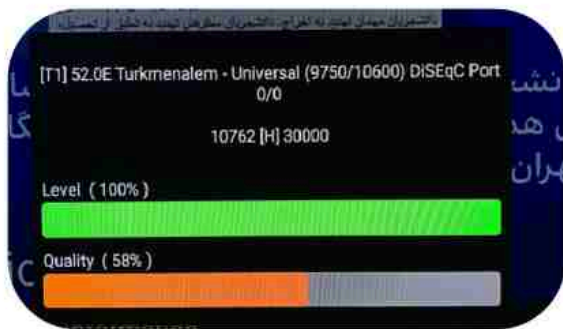 [T1] 52.0E Turkmenalem - Universal (9750/10600) DiSEqC Port
0/0
10762 [H] 30000
Level ( 100% )
Quality ( 58% )